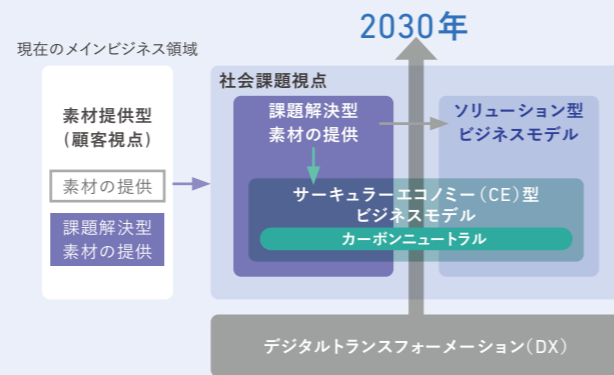 2030年
現在のメインビジネス領域
素材提供型
(顧客視点)
素材の提供
課題解決型
素材の提供
社会課題視点
課題解決型
素材の提供
ソリューション型
ビジネスモデル
サーキュラーエコノミー(CE)型
ビジネスモデル
カーボンニュートラル
デジタルトランスフォーメーション(DX)